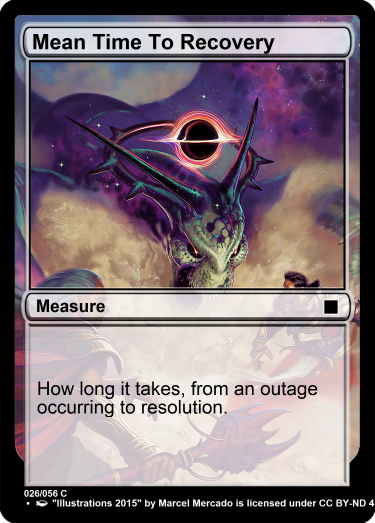 Mean Time To Recovery
Measure
How long it takes, from an outage
occurring to resolution.
026/056 C
• "Illustrations 2015" by Marcel Mercado is licensed under CC BY-ND 4